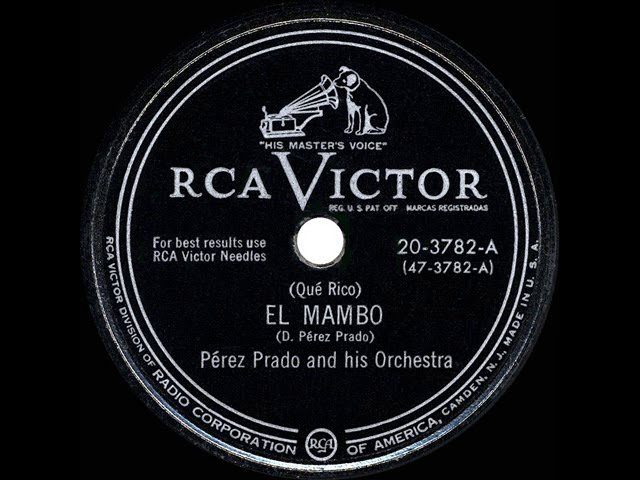 "HIS MASTER'S VOICE"
RCA VICTOR
REG. U.S. PAT. OFF. MARCAS REGISTRADAS
For best results use
RCA Victor Needles
20-3782-A
(47-3782-A)
(Qué Rico)
EL MAMBO
(D. Pérez Prado)
Pérez Prado and his Orchestra
RCA VICTOR DIVISION OF RADIO CORPORATION OF AMERICA, CAMDEN, N. J., MADE IN U. S. A.
RCA